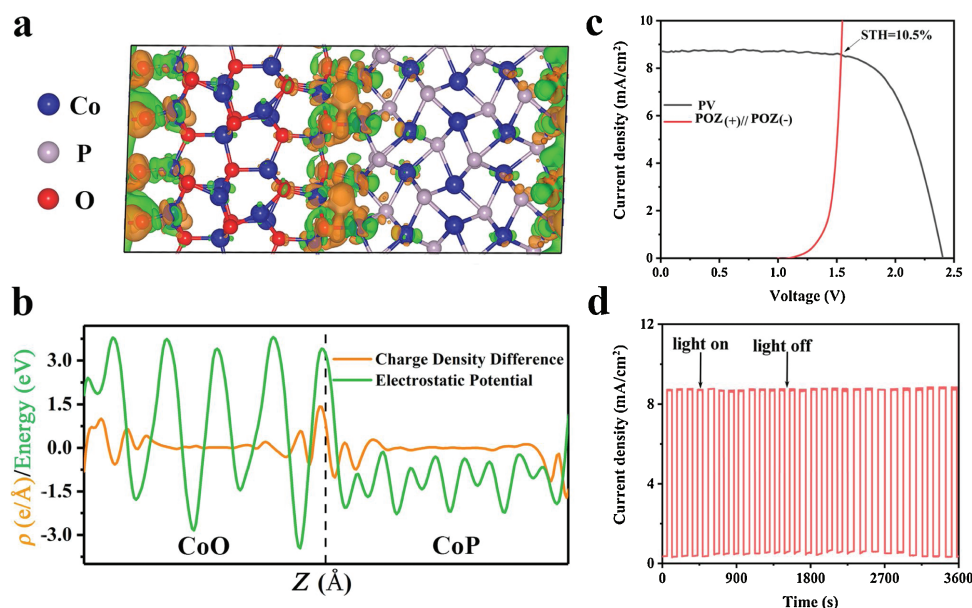 a
Co
P
O
b
ρ (e/Å)/Energy (eV)
3.0
1.5
0.0
-1.5
-3.0
Charge Density Difference
Electrostatic Potential
CoO
CoP
Z (Å)
c
Current density (mA/cm²)
10
8
6
4
2
0
STH=10.5%
PV
POZ(+)// POZ(-)
0.0 0.5 1.0 1.5 2.0 2.5
Voltage (V)
d
Current density (mA/cm²)
12
8
4
0
light on light off
0 900 1800 2700 3600
Time (s)